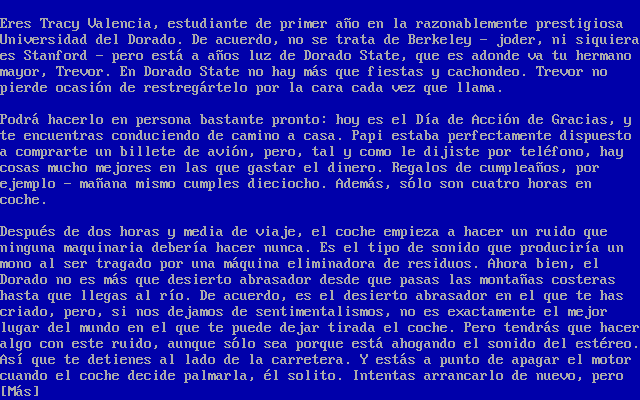 Eres Tracy Valencia, estudiante de primer año en la razonablemente prestigiosa
Universidad del Dorado. De acuerdo, no se trata de Berkeley - joder, ni siquiera
es Stanford - pero está a años luz de Dorado State, que es adonde va tu hermano
mayor, Trevor. En Dorado State no hay más que fiestas y cachondeo. Trevor no
pierde ocasión de restregártelo por la cara cada vez que llama.
Podrá hacerlo en persona bastante pronto: hoy es el Día de Acción de Gracias, y
te encuentras conduciendo de camino a casa. Papi estaba perfectamente dispuesto
a comprarte un billete de avión, pero, tal y como le dijiste por teléfono, hay
cosas mucho mejores en las que gastar el dinero. Regalos de cumpleaños, por
ejemplo - mañana mismo cumples dieciocho. Además, sólo son cuatro horas en
coche.
Después de dos horas y media de viaje, el coche empieza a hacer un ruido que
ninguna maquinaria debería hacer nunca. Es el tipo de sonido que produciría un
mono al ser tragado por una máquina eliminadora de residuos. Ahora bien, el
Dorado no es más que desierto abrasador desde que pasas las montañas costeras
hasta que llegas al río. De acuerdo, es el desierto abrasador en el que te has
criado, pero, si nos dejamos de sentimentalismos, no es exactamente el mejor
lugar del mundo en el que te puede dejar tirada el coche. Pero tendrás que hacer
algo con este ruido, aunque sólo sea porque está ahogando el sonido del estéreo.
Así que te detienes al lado de la carretera. Y estás a punto de apagar el motor
cuando el coche decide palmarla, él solito. Intentas arrancarlo de nuevo, pero
[Más]